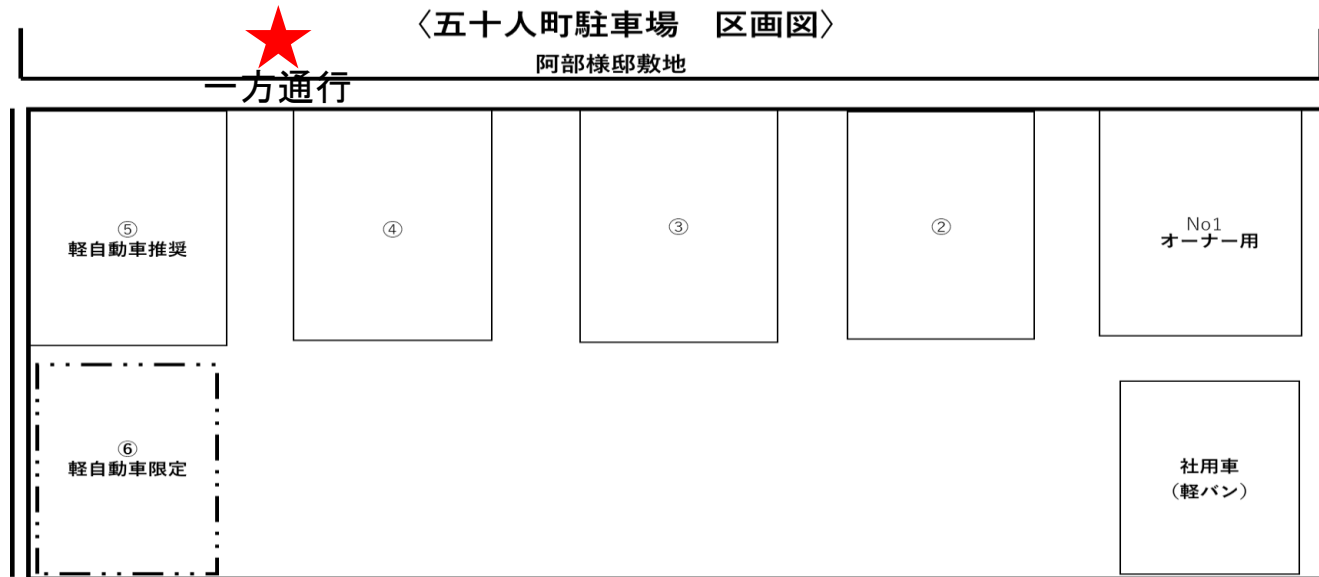 〈五十人町駐車場　区画図〉
阿部様邸敷地
一方通行
⑤
軽自動車推奨
④
③
②
No1
オーナー用
⑥
軽自動車限定
社用車
（軽バン）